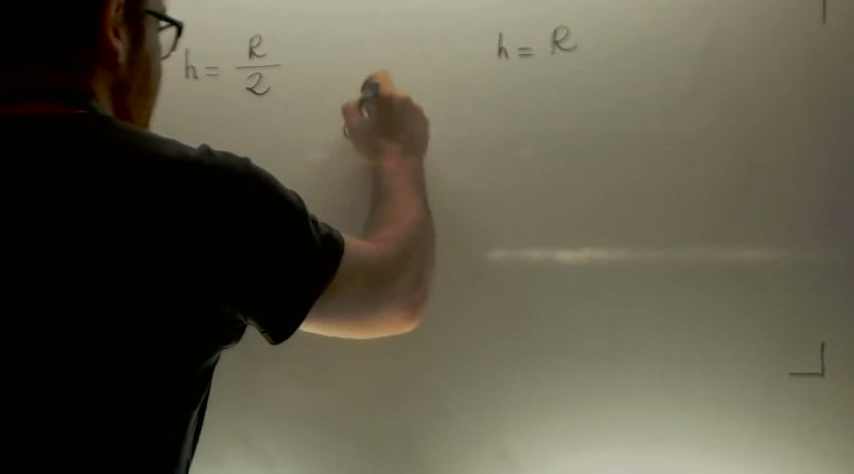 h = R/2
h = R